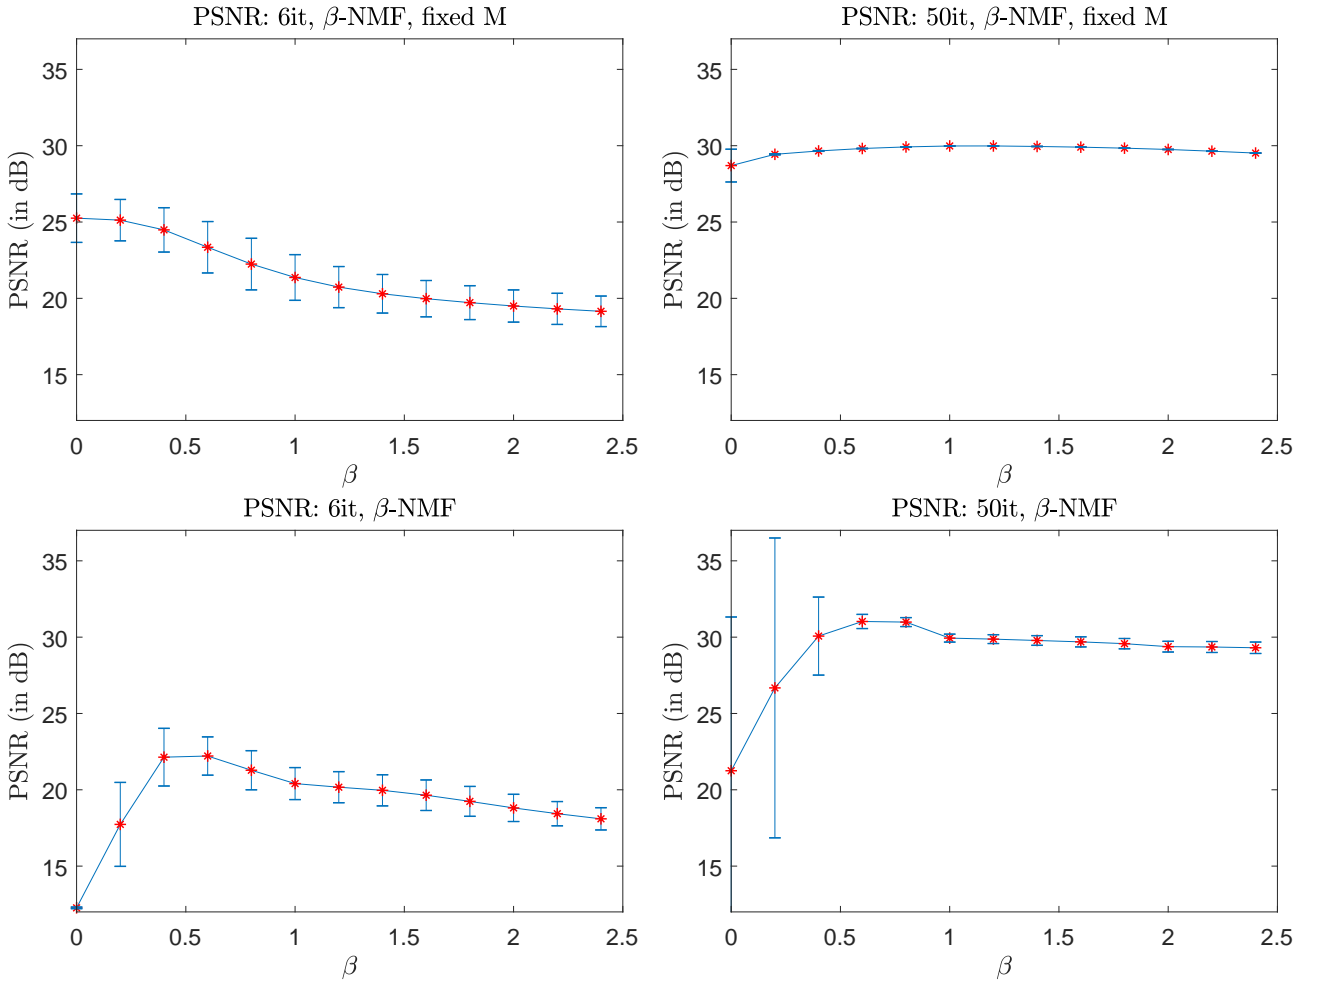 PSNR: 6it, β-NMF, fixed M
PSNR (in dB)
35
30
25
20
15
0 0.5 1 1.5 2 2.5
β
PSNR: 50it, β-NMF, fixed M
PSNR (in dB)
35
30
25
20
15
0 0.5 1 1.5 2 2.5
β
PSNR: 6it, β-NMF
PSNR (in dB)
35
30
25
20
15
0 0.5 1 1.5 2 2.5
β
PSNR: 50it, β-NMF
PSNR (in dB)
35
30
25
20
15
0 0.5 1 1.5 2 2.5
β